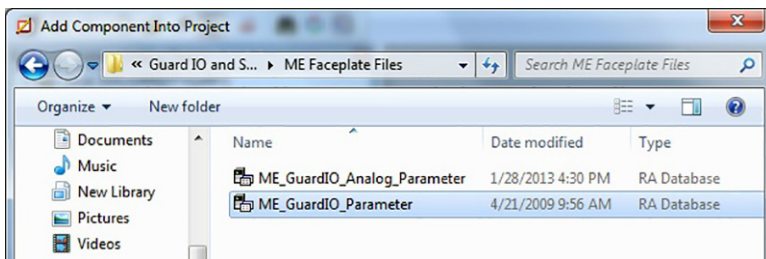 Add Component Into Project
« Guard IO and S... ▸ ME Faceplate Files
Search ME Faceplate Files
Organize
New folder
Documents
Music
New Library
Pictures
Videos
Name
Date modified
Type
ME_GuardIO_Analog_Parameter 1/28/2013 4:30 PM RA Database
ME_GuardIO_Parameter 4/21/2009 9:56 AM RA Database